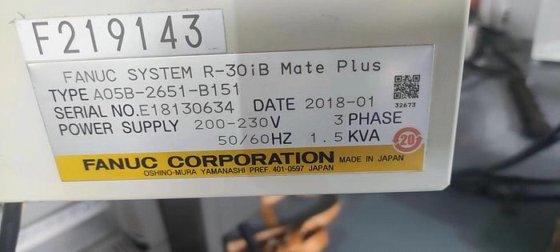 F219143
FANUC SYSTEM R-30iB Mate Plus
TYPE A05B-2651-B151
SERIAL NO.E18130634 DATE 2018-01
32673
POWER SUPPLY 200-230V 3 PHASE
50/60HZ 1.5KVA
20
FANUC CORPORATION MADE IN JAPAN
OSHINO-MURA YAMANASHI PREF. 401-0597 JAPAN